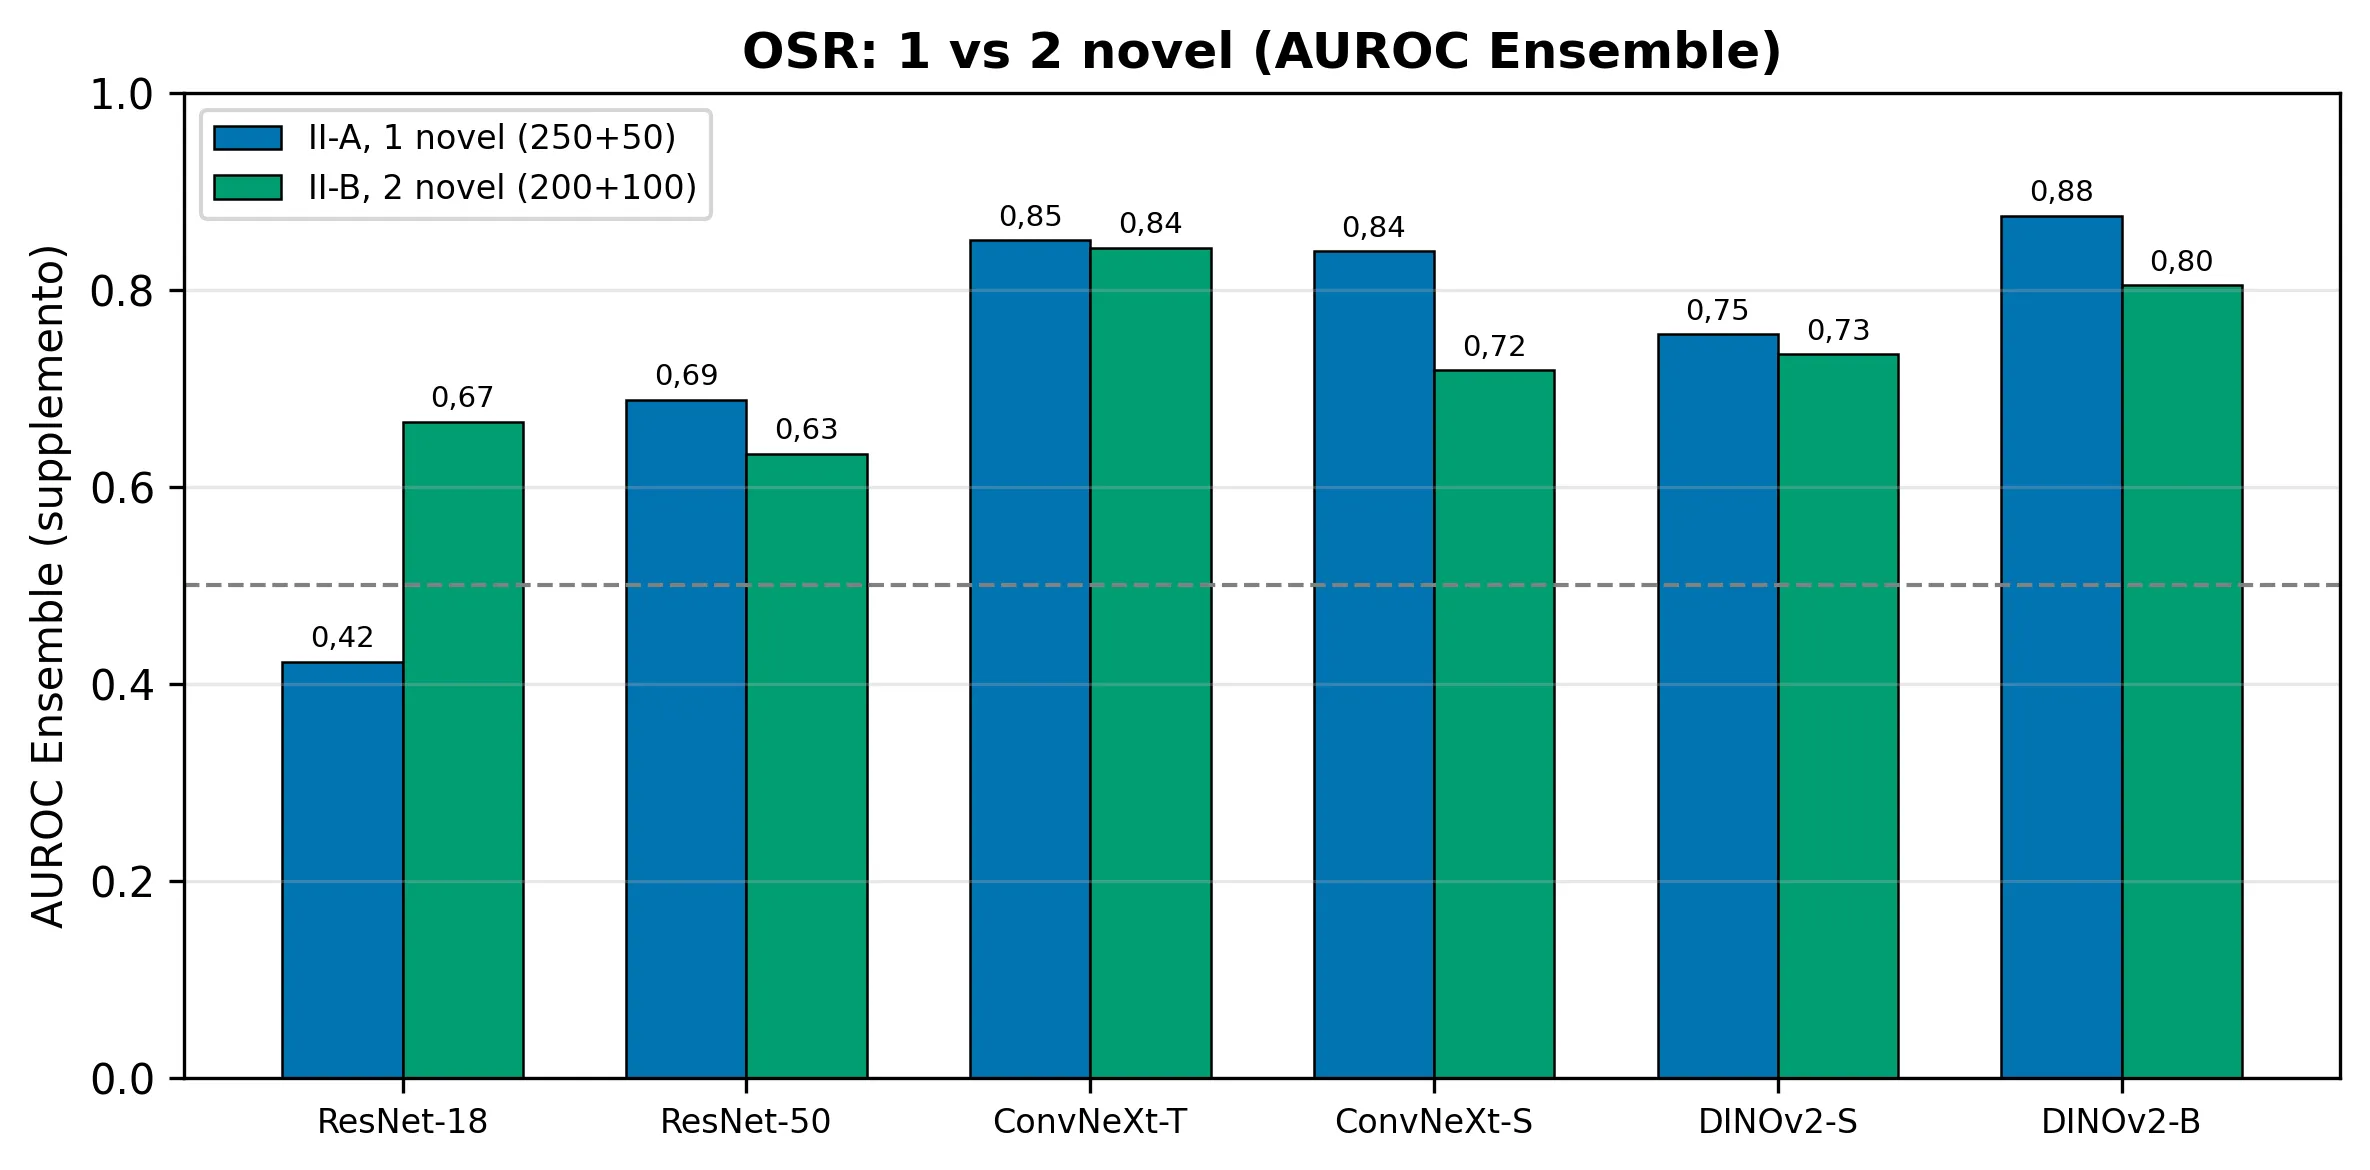 OSR: 1 vs 2 novel (AUROC Ensemble)
II-A, 1 novel (250+50)
II-B, 2 novel (200+100)
AUROC Ensemble (supplemento)
1.0
0.8
0.6
0.4
0.2
0.0
0,42
0,67
0,69
0,63
0,85
0,84
0,84
0,72
0,75
0,73
0,88
0,80
ResNet-18
ResNet-50
ConvNeXt-T
ConvNeXt-S
DINOv2-S
DINOv2-B